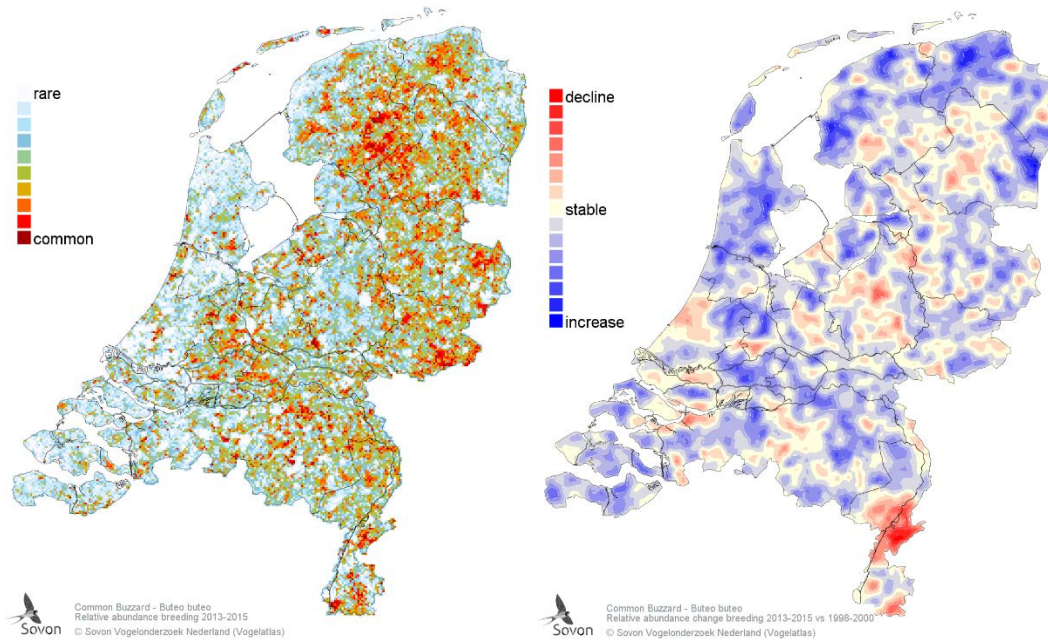 rare
common
Sovon
Common Buzzard - Buteo buteo
Relative abundance breeding 2013-2015
© Sovon Vogelonderzoek Nederland (Vogelatlas)
decline
stable
increase
Sovon
Common Buzzard - Buteo buteo
Relative abundance change breeding 2013-2015 vs 1998-2000
© Sovon Vogelonderzoek Nederland (Vogelatlas)